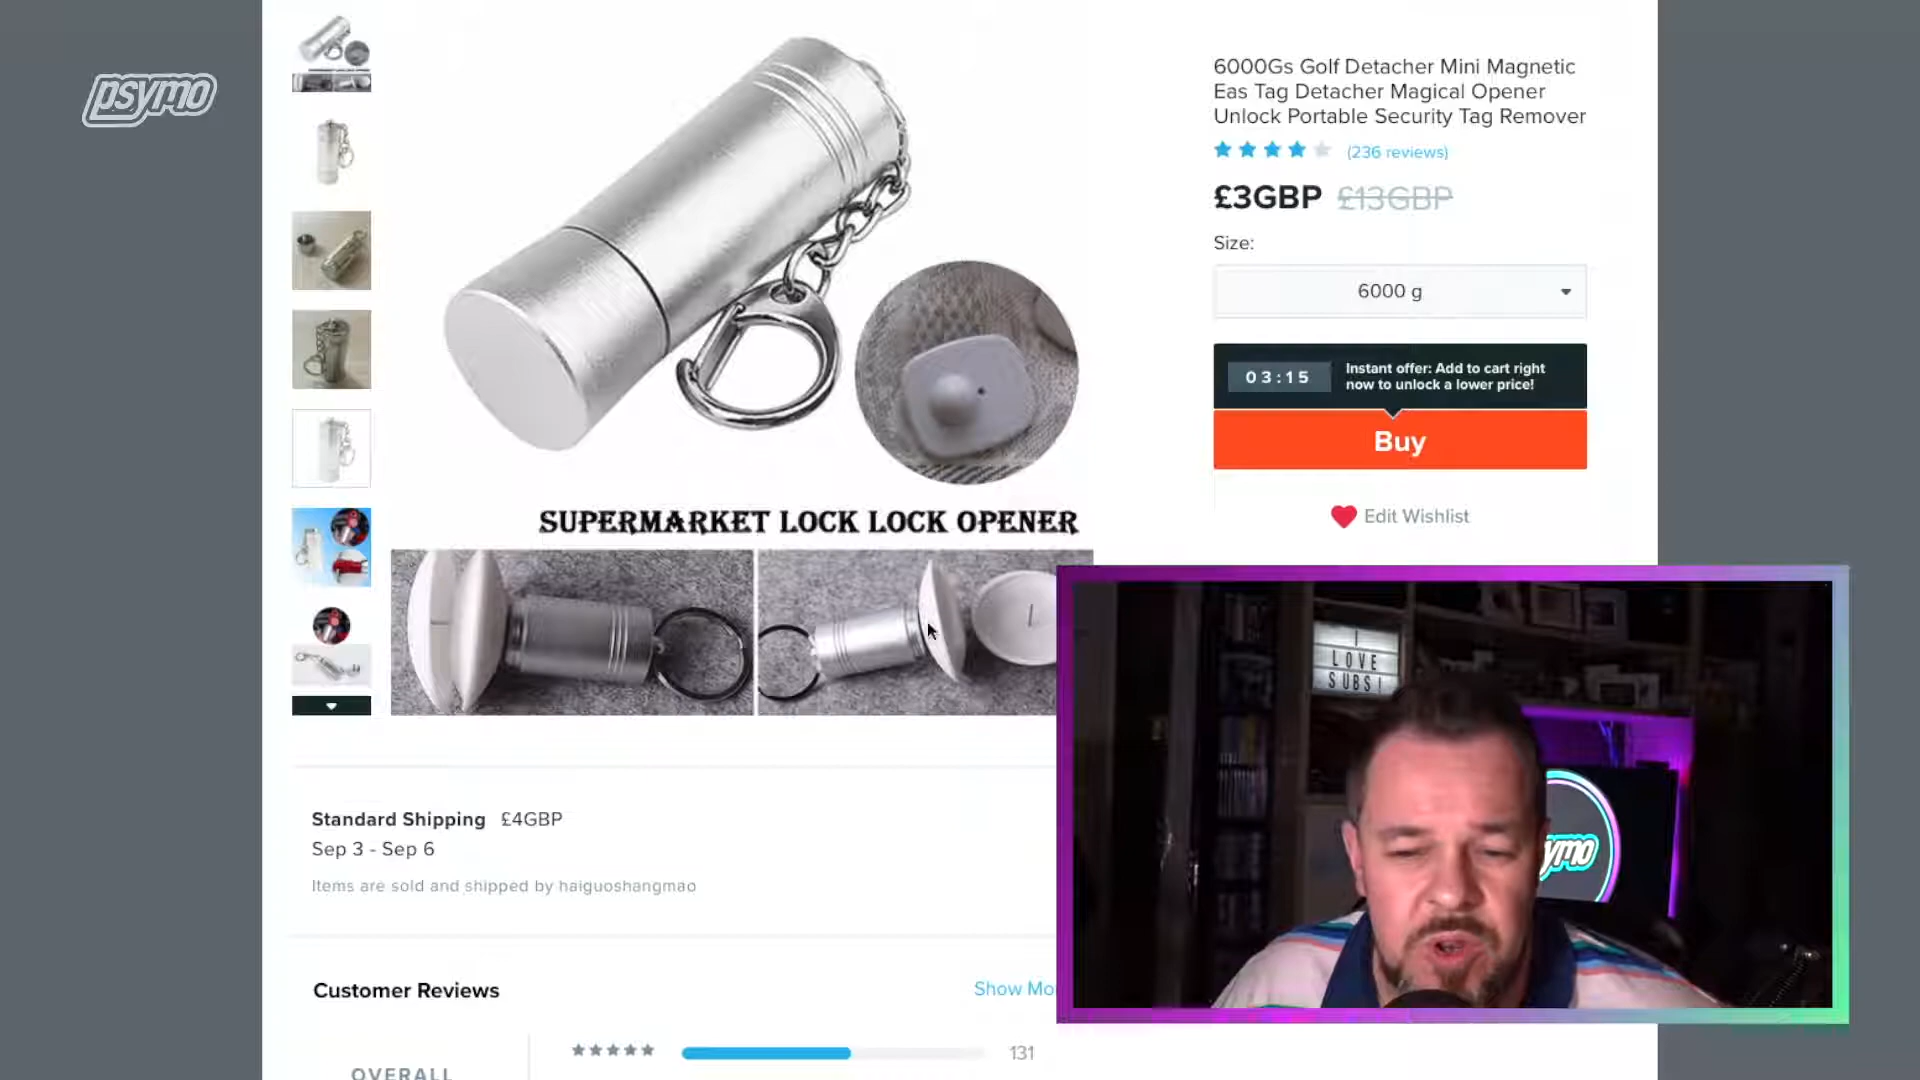 psymo
6000Gs Golf Detacher Mini Magnetic
Eas Tag Detacher Magical Opener
Unlock Portable Security Tag Remover
(236 reviews)
£3GBP £13GBP
Size:
6000 g
03:15
Instant offer: Add to cart right
now to unlock a lower price!
Buy
Edit Wishlist
SUPERMARKET LOCK LOCK OPENER
I
LOVE
SUBS!
ymo
Standard Shipping £4GBP
Sep 3 - Sep 6
Items are sold and shipped by haiguoshangmao
Customer Reviews
Show Mo
131
OVERALL